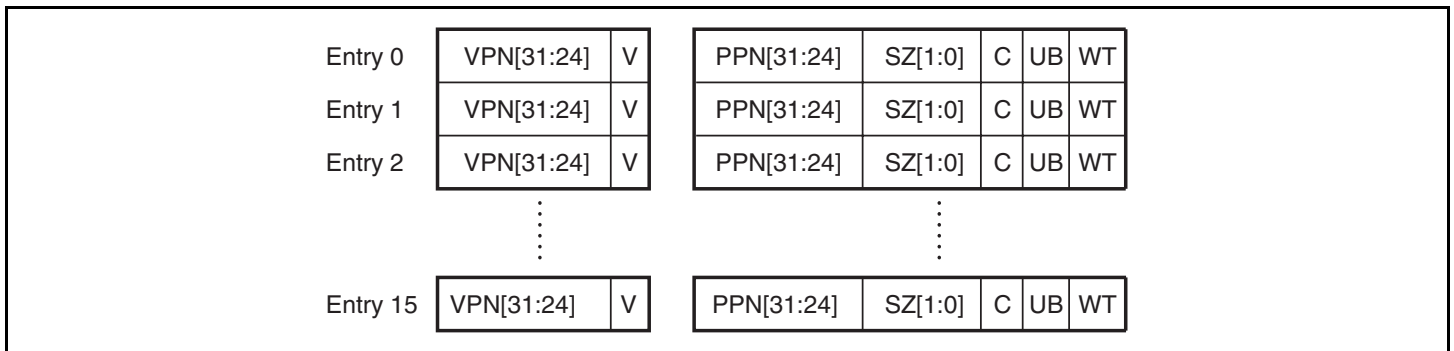 Entry 0 VPN[31:24] V PPN[31:24] SZ[1:0] C UB WT
Entry 1 VPN[31:24] V PPN[31:24] SZ[1:0] C UB WT
Entry 2 VPN[31:24] V PPN[31:24] SZ[1:0] C UB WT
Entry 15 VPN[31:24] V PPN[31:24] SZ[1:0] C UB WT